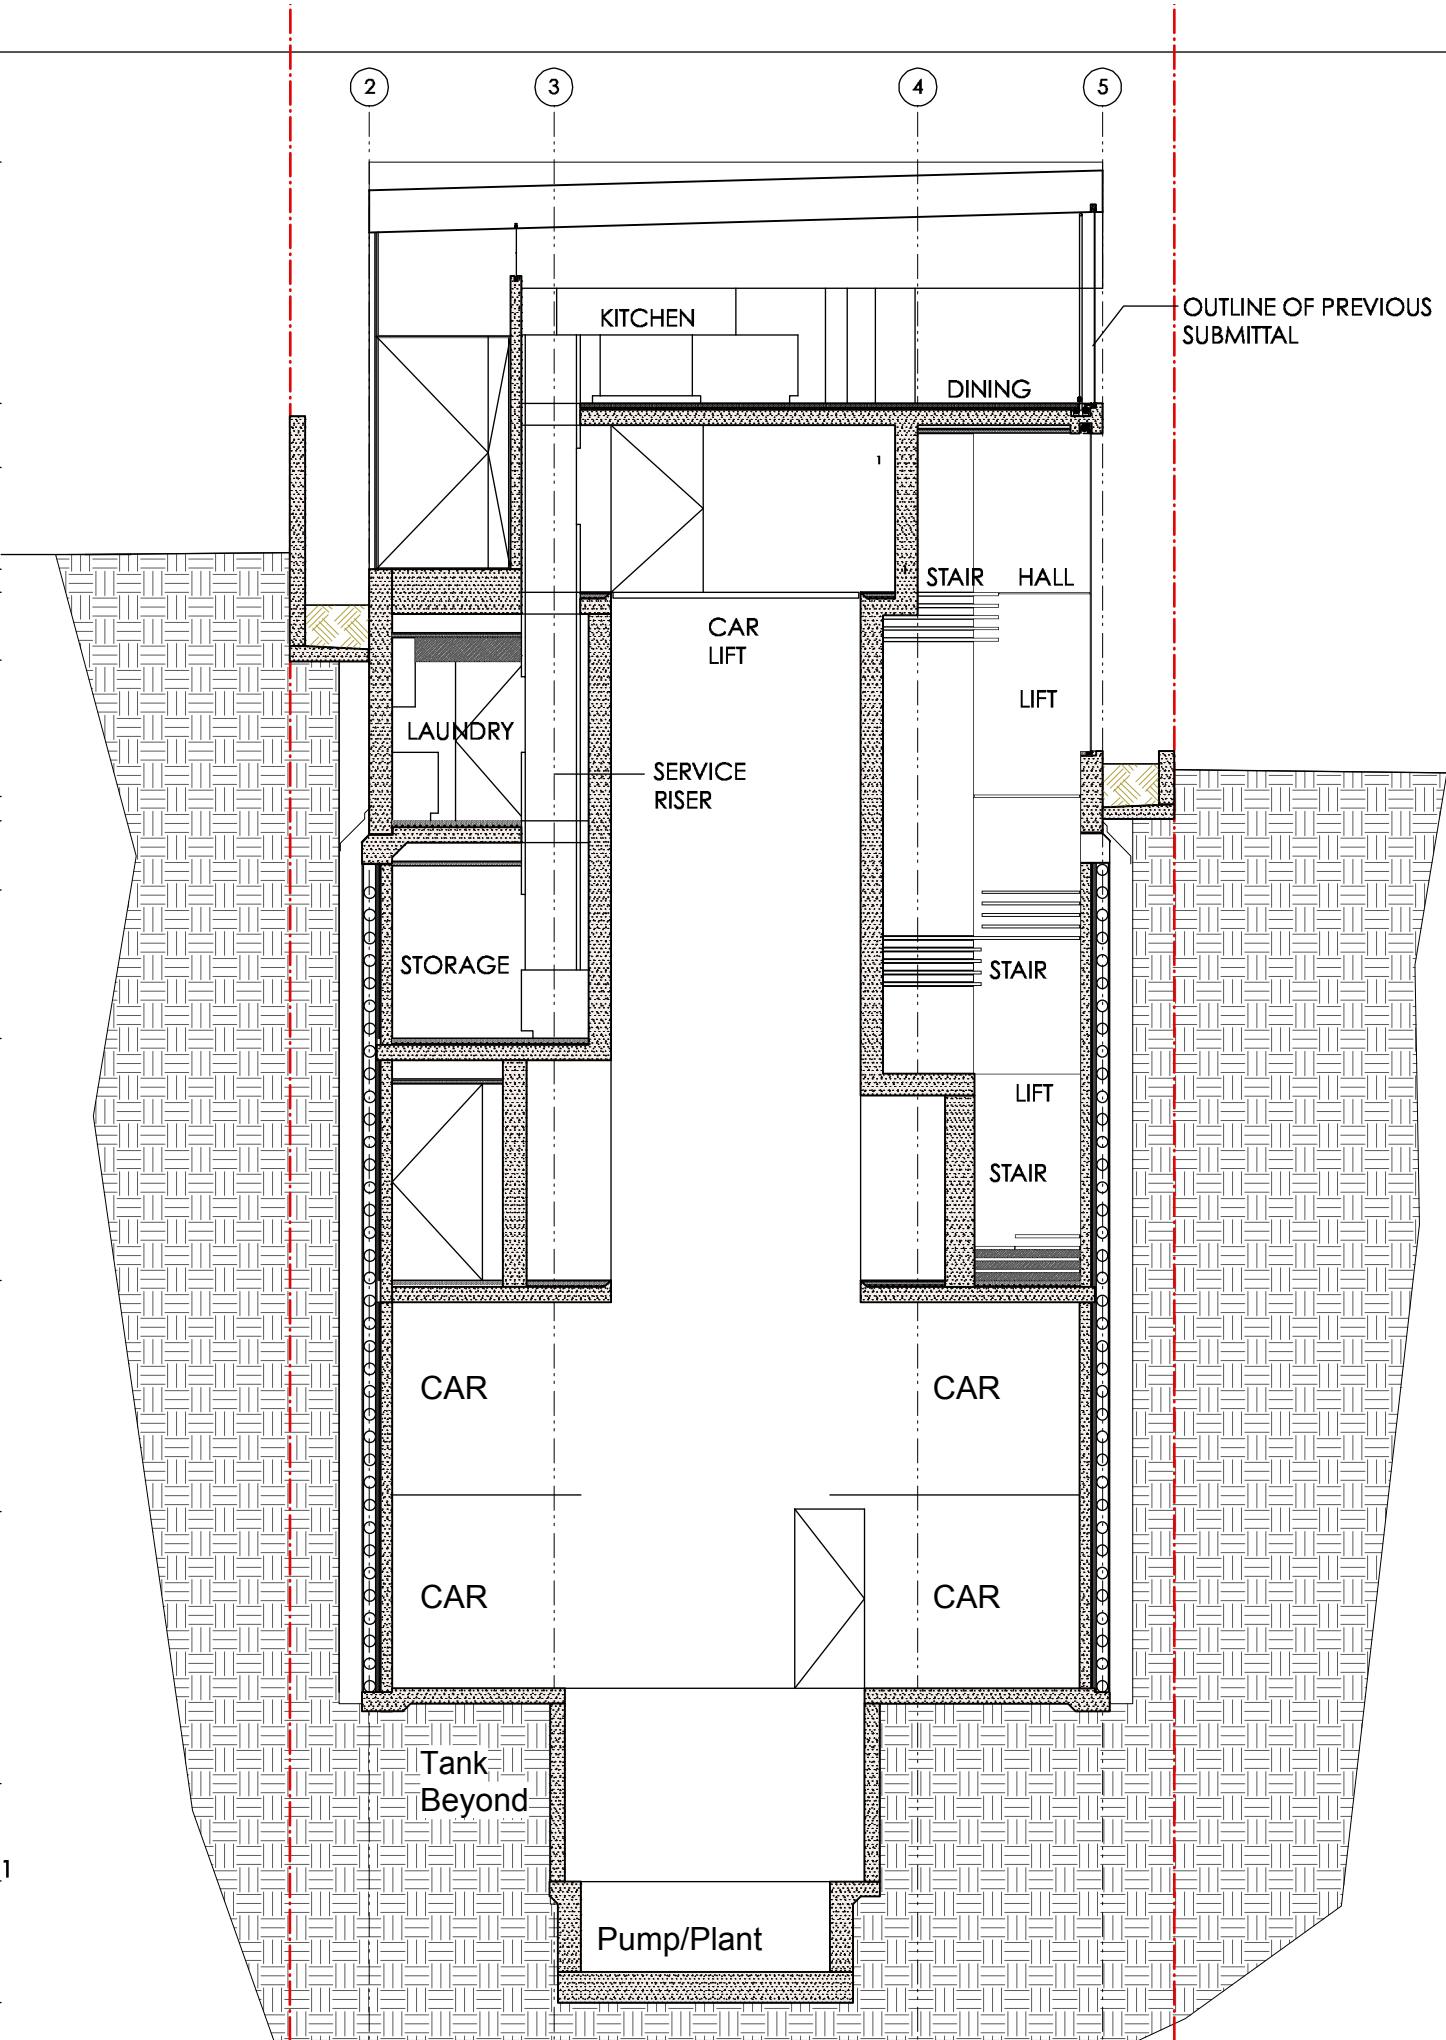 2
3
4
5
OUTLINE OF PREVIOUS
SUBMITTAL
KITCHEN
DINING
1
STAIR
HALL
CAR
LIFT
LIFT
LAUNDRY
SERVICE
RISER
STORAGE
STAIR
LIFT
STAIR
CAR
CAR
CAR
CAR
Tank
Beyond
1
Pump/Plant